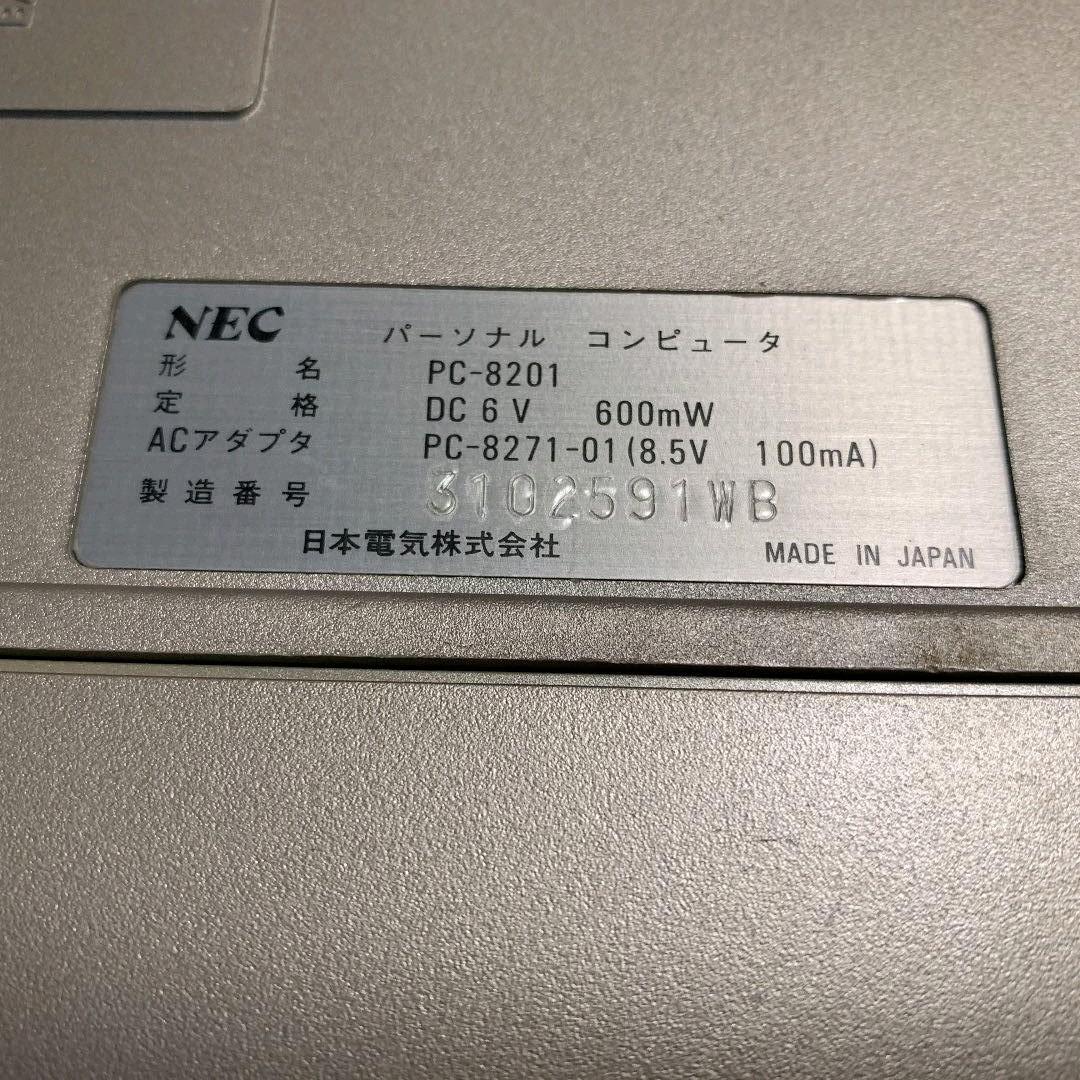 NEC パーソナル コンピュータ
形名 PC-8201
定格 DC 6 V 600mW
ACアダプタ PC-8271-01(8.5V 100mA)
製造番号 3102591WB
日本電気株式会社 MADE IN JAPAN